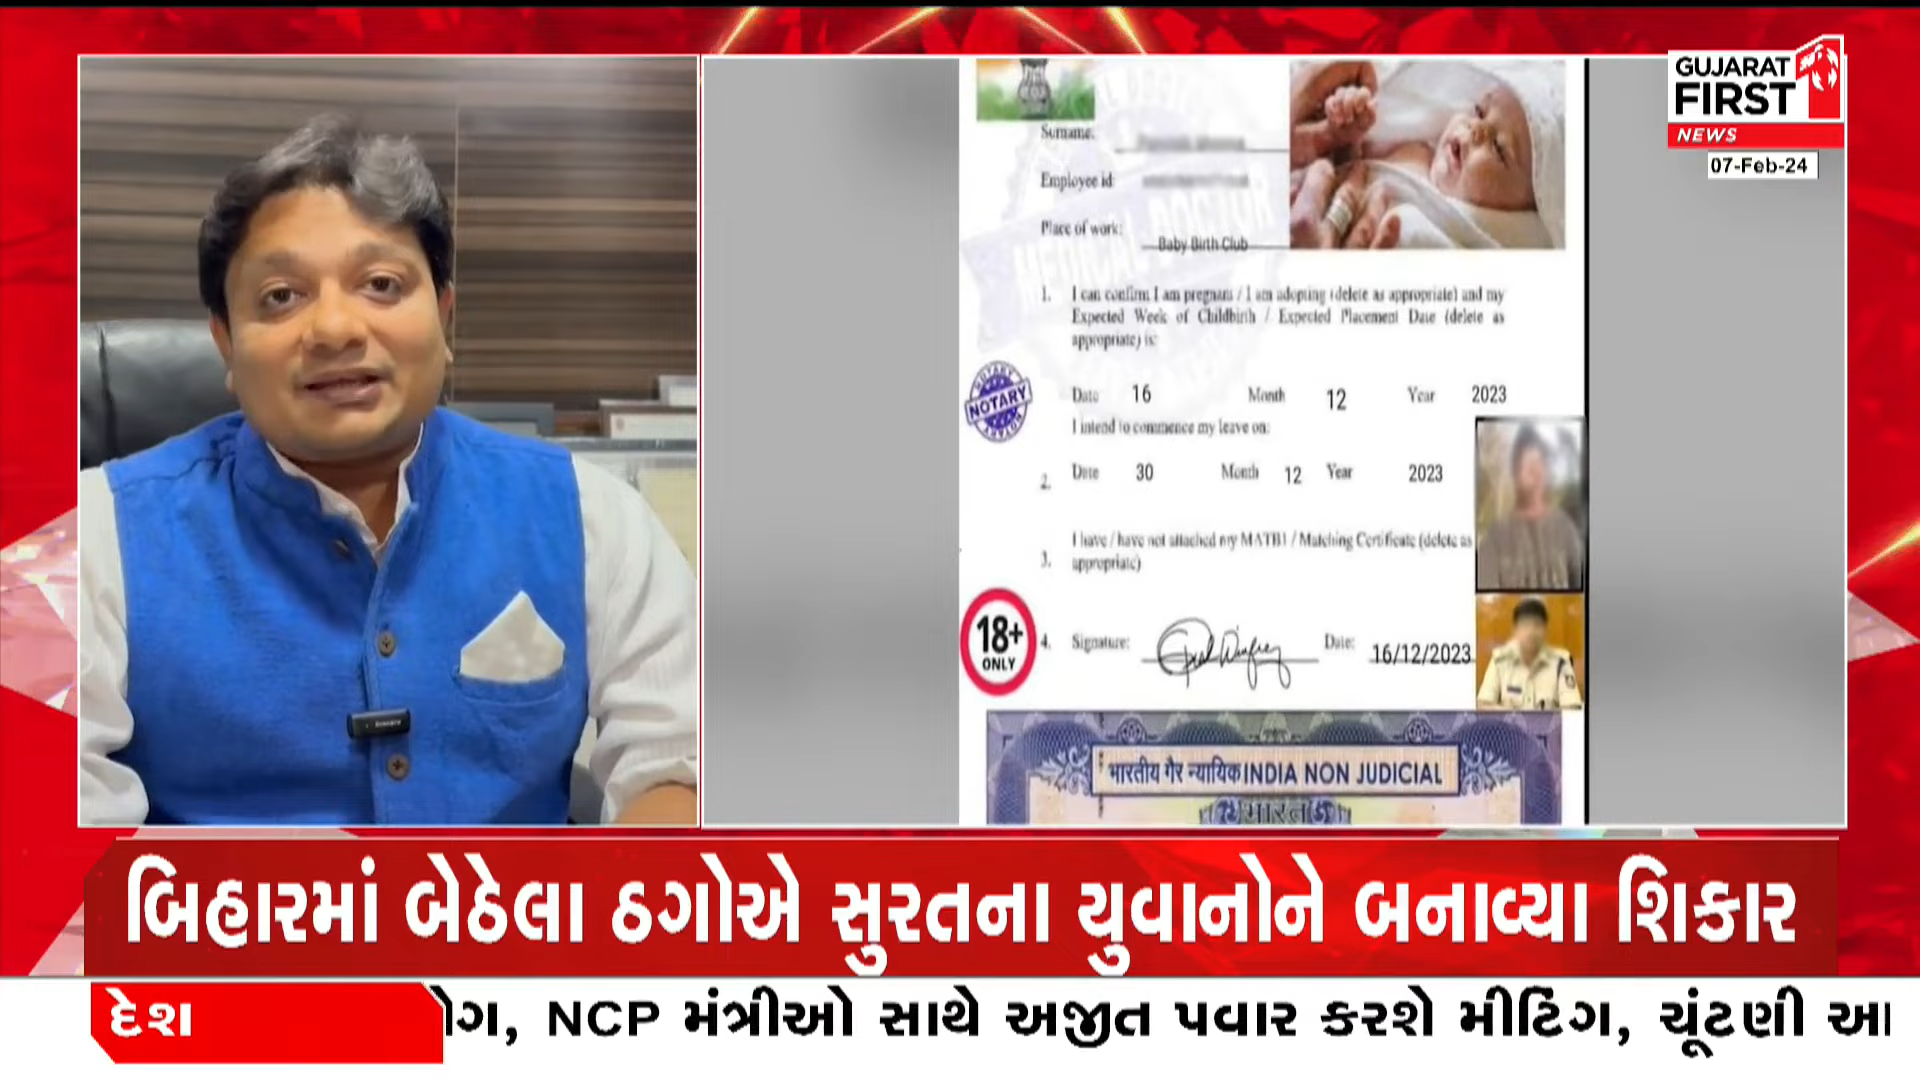 GUJARAT
FIRST
NEWS
07-Feb-24
Surname:
Employee id:
Place of work:
Baby Birth Club
1. I can confirm I am pregnant / I am adopting (delete as appropriate) and my
Expected Week of Childbirth / Expected Placement Date (delete as
appropriate) is:
NOTARY
Date 16 Month 12 Year 2023
I intend to commence my leave on:
2. Date 30 Month 12 Year 2023
3. I have / have not attached my MATB1 / Matching Certificate (delete as
appropriate)
18+
ONLY
4. Signature: Date: 16/12/2023
भारतीय गैर न्यायिक INDIA NON JUDICIAL
भारत
બિહારમાં બેઠેલા ઠગોએ સુરતના યુવાનોને બનાવ્યા શિકાર
દેશ
ોગ, NCP મંત્રીઓ સાથે અજીત પવાર કરશે મીટિંગ, ચૂંટણી આ